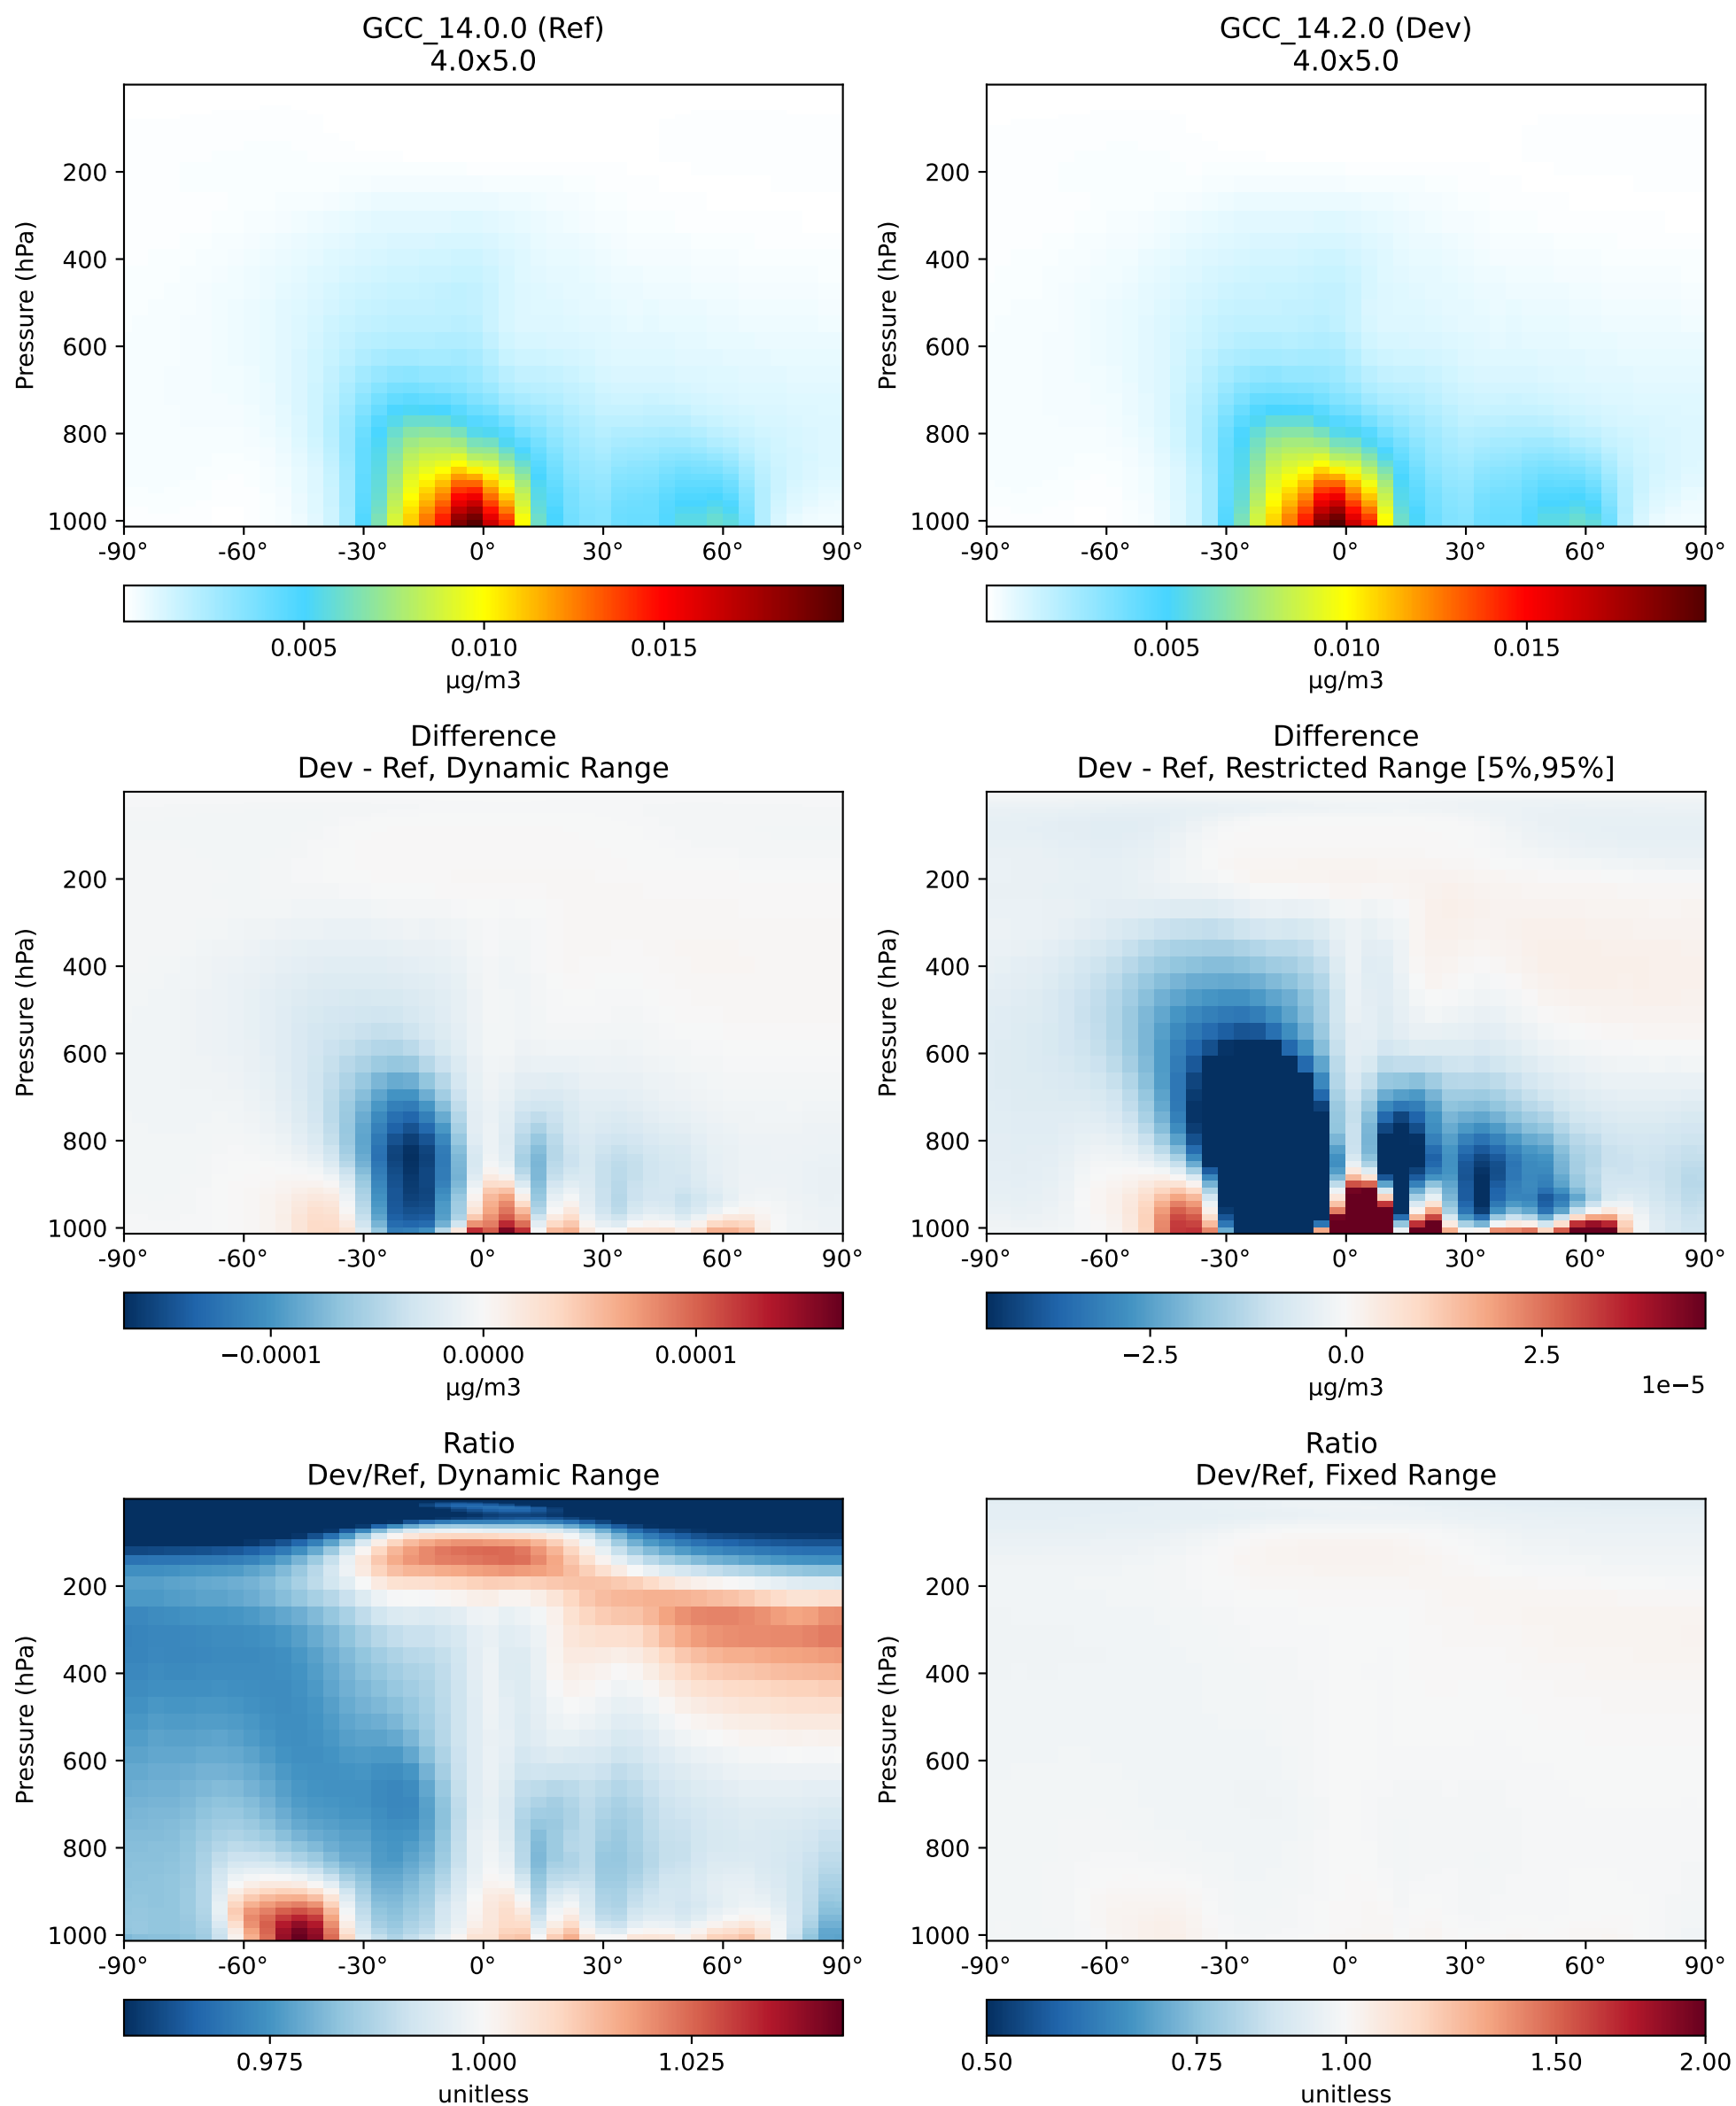 GCC_14.0.0 (Ref)
4.0x5.0
GCC_14.2.0 (Dev)
4.0x5.0
Pressure (hPa)
200
400
600
800
1000
-90° -60° -30° 0° 30° 60° 90°
0.005 0.010 0.015
µg/m3
Pressure (hPa)
200
400
600
800
1000
-90° -60° -30° 0° 30° 60° 90°
0.005 0.010 0.015
µg/m3
Difference
Dev - Ref, Dynamic Range
Difference
Dev - Ref, Restricted Range [5%,95%]
Pressure (hPa)
200
400
600
800
1000
-90° -60° -30° 0° 30° 60° 90°
−0.0001 0.0000 0.0001
µg/m3
Pressure (hPa)
200
400
600
800
1000
-90° -60° -30° 0° 30° 60° 90°
−2.5 0.0 2.5
1e−5
µg/m3
Ratio
Dev/Ref, Dynamic Range
Ratio
Dev/Ref, Fixed Range
Pressure (hPa)
200
400
600
800
1000
-90° -60° -30° 0° 30° 60° 90°
0.975 1.000 1.025
unitless
Pressure (hPa)
200
400
600
800
1000
-90° -60° -30° 0° 30° 60° 90°
0.50 0.75 1.00 1.50 2.00
unitless